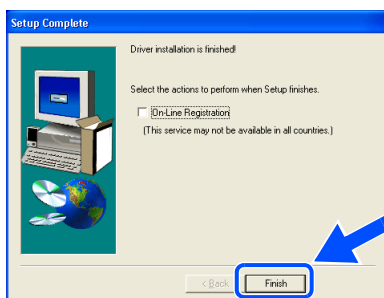 Setup Complete
Driver installation is finished!
Select the actions to perform when Setup finishes.
On-Line Registration
(This service may not be available in all countries.)
< Back
Finish